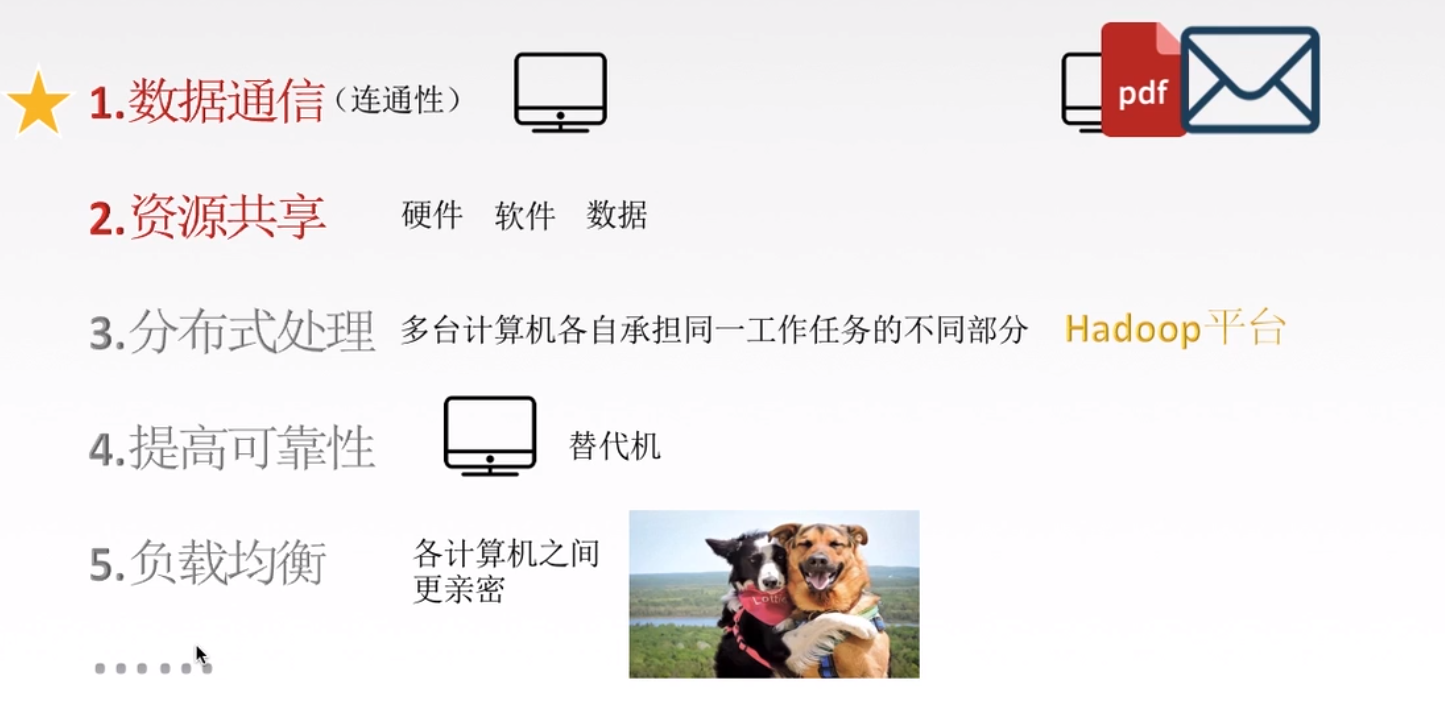 1.数据通信（连通性）
pdf
2.资源共享 硬件 软件 数据
3.分布式处理 多台计算机各自承担同一工作任务的不同部分 Hadoop平台
4.提高可靠性 替代机
5.负载均衡 各计算机之间
更亲密
Lottie
......